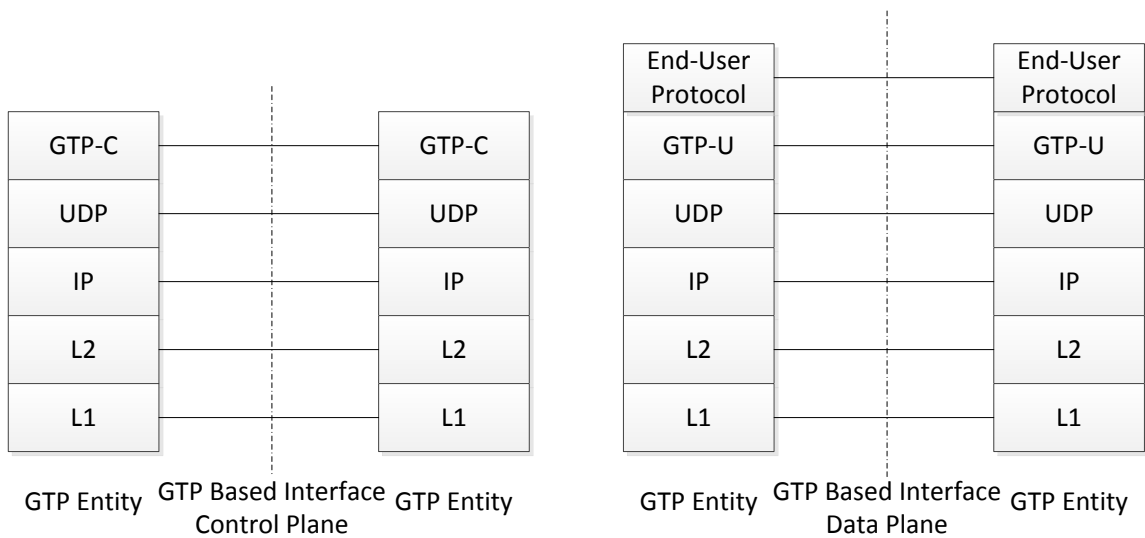 GTP-C
UDP
IP
L2
L1
GTP Entity
GTP-C
UDP
IP
L2
L1
GTP Entity
GTP Based Interface
Control Plane
End-User
Protocol
GTP-U
UDP
IP
L2
L1
GTP Entity
End-User
Protocol
GTP-U
UDP
IP
L2
L1
GTP Entity
GTP Based Interface
Data Plane